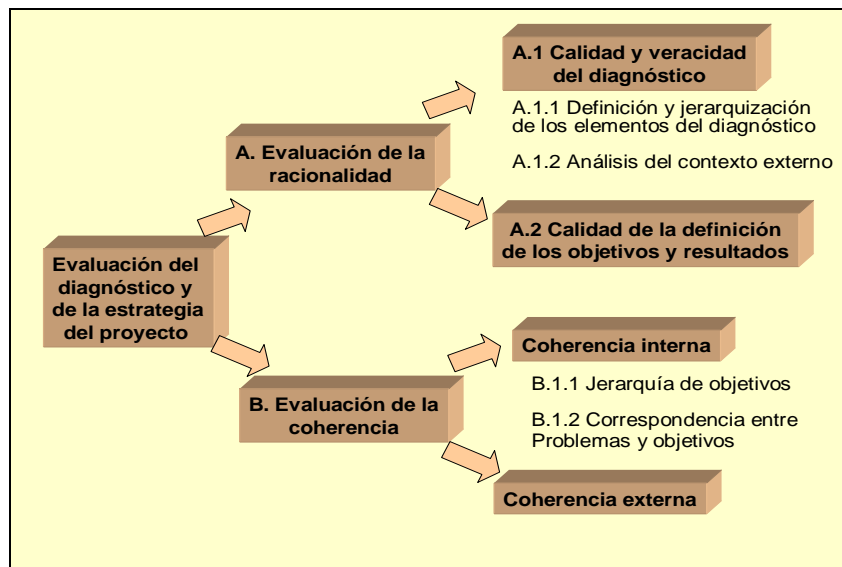 A.1 Calidad y veracidad
del diagnóstico
A.1.1 Definición y jerarquización
de los elementos del diagnóstico
A.1.2 Análisis del contexto externo
A. Evaluación de la
racionalidad
A.2 Calidad de la definición
de los objetivos y resultados
Evaluación del
diagnóstico y
de la estrategia
del proyecto
Coherencia interna
B.1.1 Jerarquía de objetivos
B.1.2 Correspondencia entre
Problemas y objetivos
B. Evaluación de la
coherencia
Coherencia externa